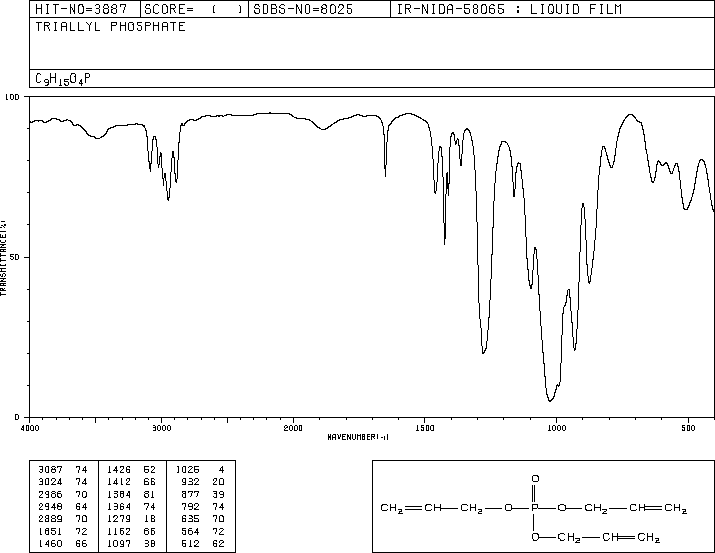 HIT-NO=3887 SCORE= ( ) SDBS-NO=8025 IR-NIDA-58065 : LIQUID FILM
TRIALLYL PHOSPHATE
C9H15O4P
100
50
0
TRANSMITTANCE(%)
4000 3000 2000 1500 1000 500
3087 74 1426 52 1025 4
3024 74 1412 66 932 20
2986 70 1384 81 877 39
2948 64 1364 74 792 74
2889 70 1279 18 635 70
1651 72 1162 66 564 72
1460 66 1097 38 512 62
O
CH2 CH CH2 O P O CH2 CH CH2
O CH2 CH CH2